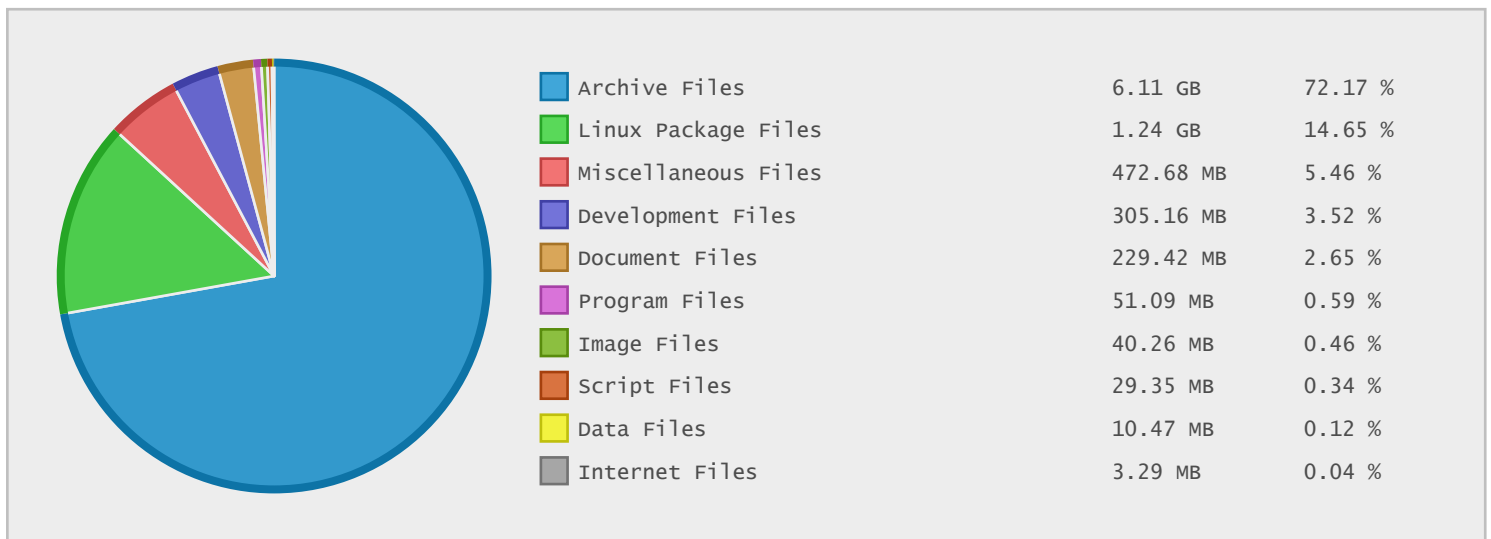 Archive Files 6.11 GB 72.17 %
Linux Package Files 1.24 GB 14.65 %
Miscellaneous Files 472.68 MB 5.46 %
Development Files 305.16 MB 3.52 %
Document Files 229.42 MB 2.65 %
Program Files 51.09 MB 0.59 %
Image Files 40.26 MB 0.46 %
Script Files 29.35 MB 0.34 %
Data Files 10.47 MB 0.12 %
Internet Files 3.29 MB 0.04 %